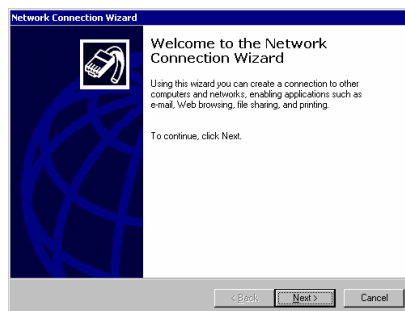 Network Connection Wizard
Welcome to the Network
Connection Wizard
Using this wizard you can create a connection to other
computers and networks, enabling applications such as
e-mail, Web browsing, file sharing, and printing.
To continue, click Next.
< Back
Next >
Cancel